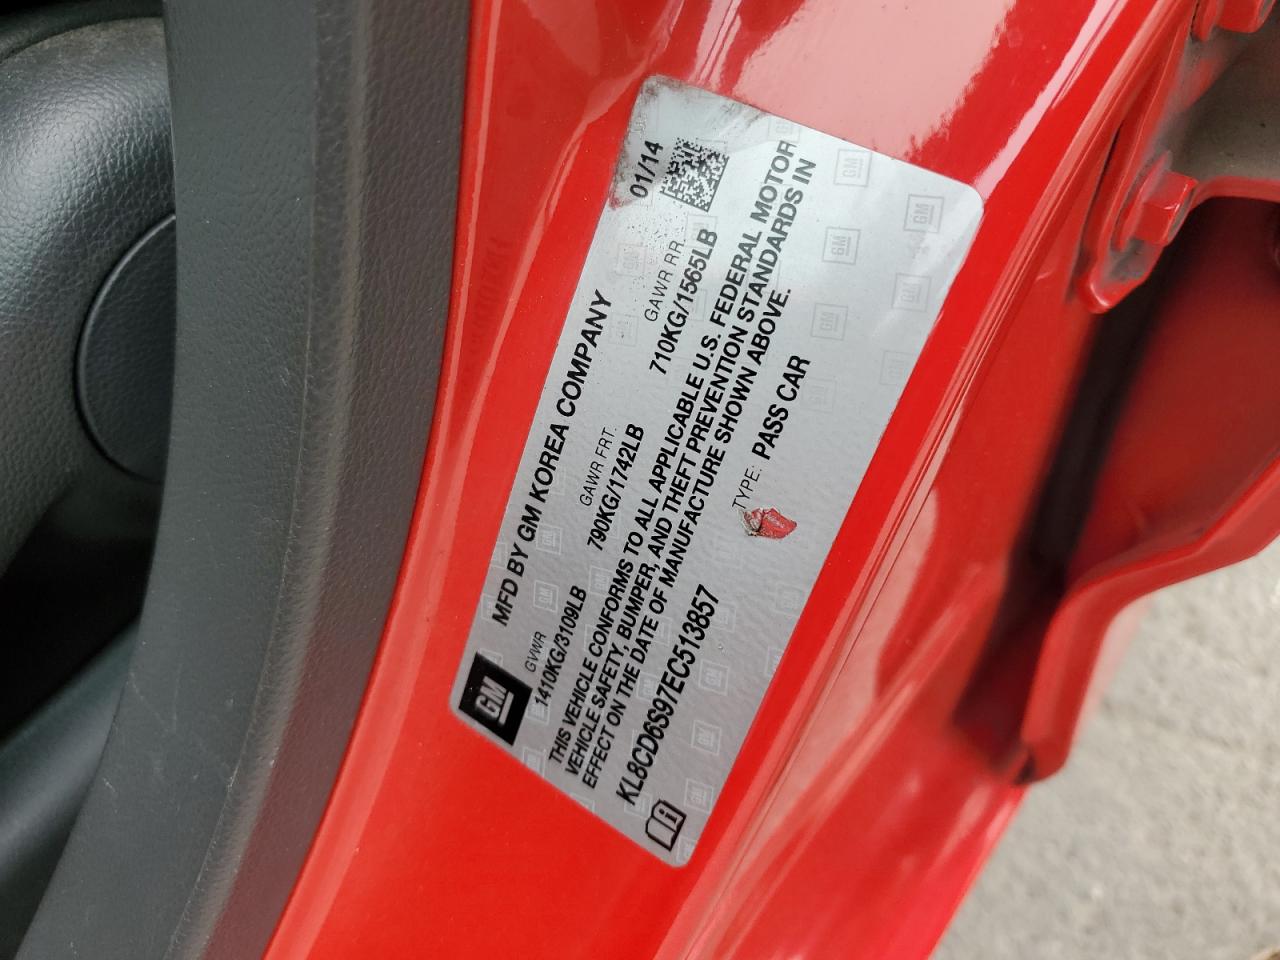 MFD BY GM KOREA COMPANY
01/14
GM
GVWR
GAWR FRT.
GAWR RR.
1410KG/3109LB
790KG/1742LB
710KG/1565LB
THIS VEHICLE CONFORMS TO ALL APPLICABLE U.S. FEDERAL MOTOR
VEHICLE SAFETY, BUMPER, AND THEFT PREVENTION STANDARDS IN
EFFECT ON THE DATE OF MANUFACTURE SHOWN ABOVE.
KL8CD6S97EC513857
TYPE: PASS CAR